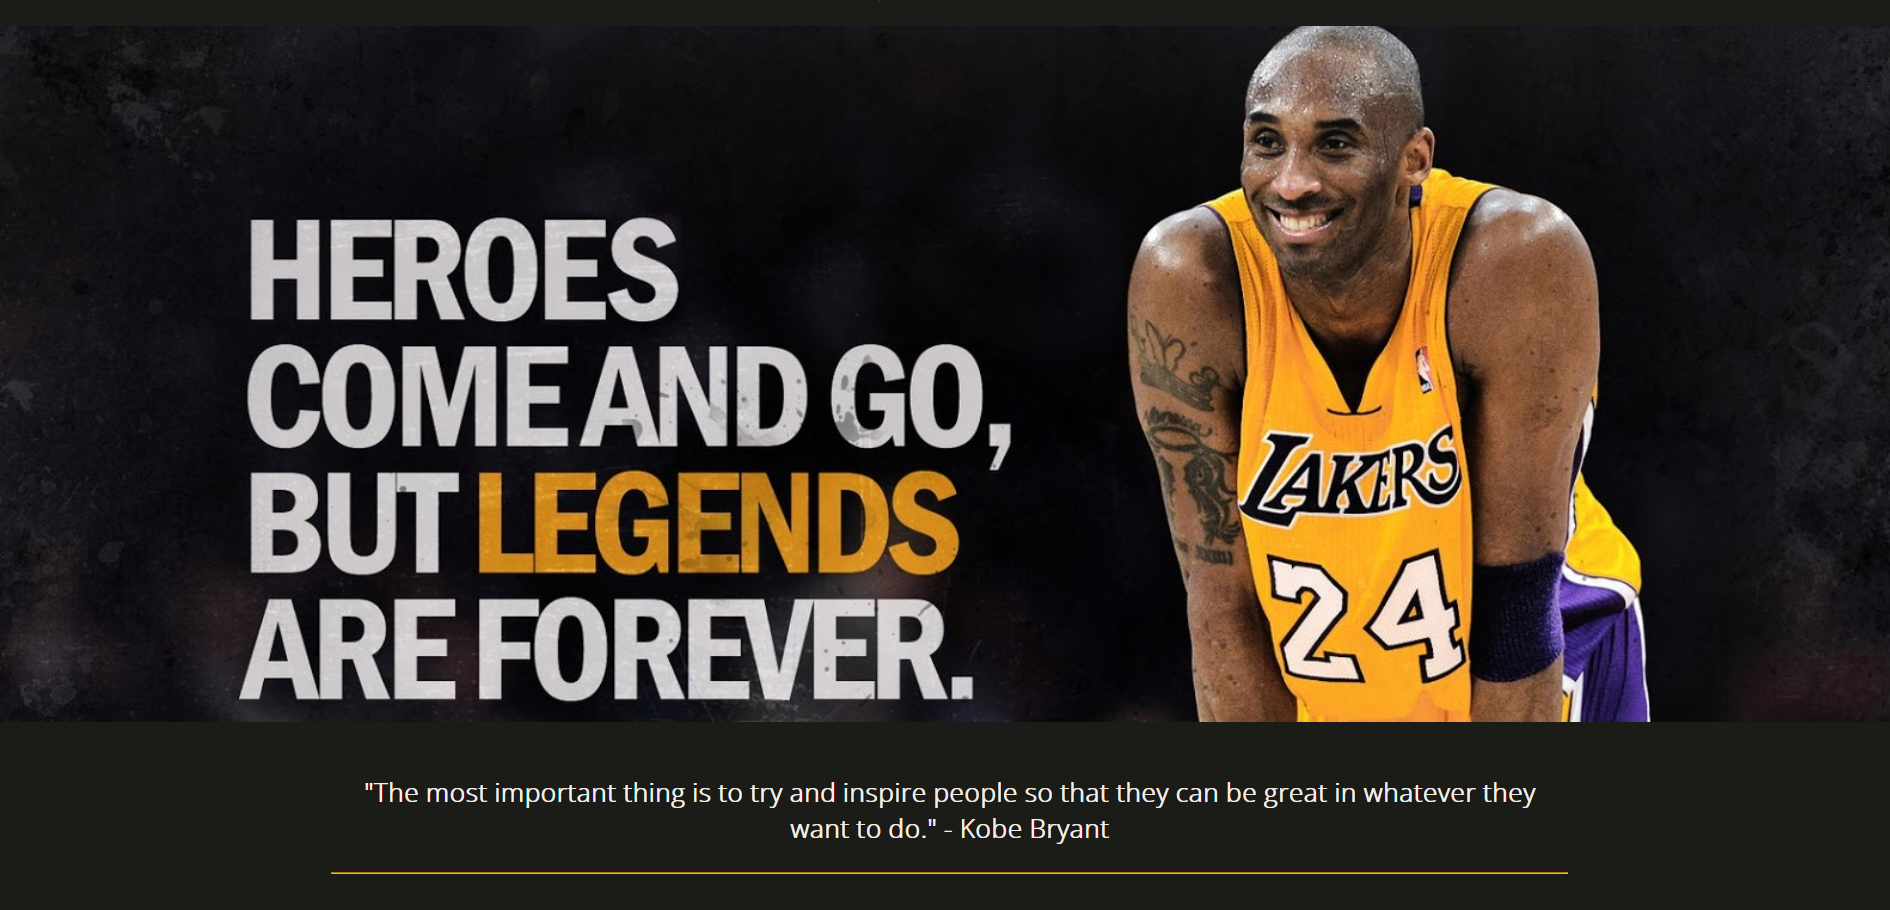 HEROES
COME AND GO,
BUT LEGENDS
ARE FOREVER.
LAKERS
24
"The most important thing is to try and inspire people so that they can be great in whatever they
want to do." - Kobe Bryant